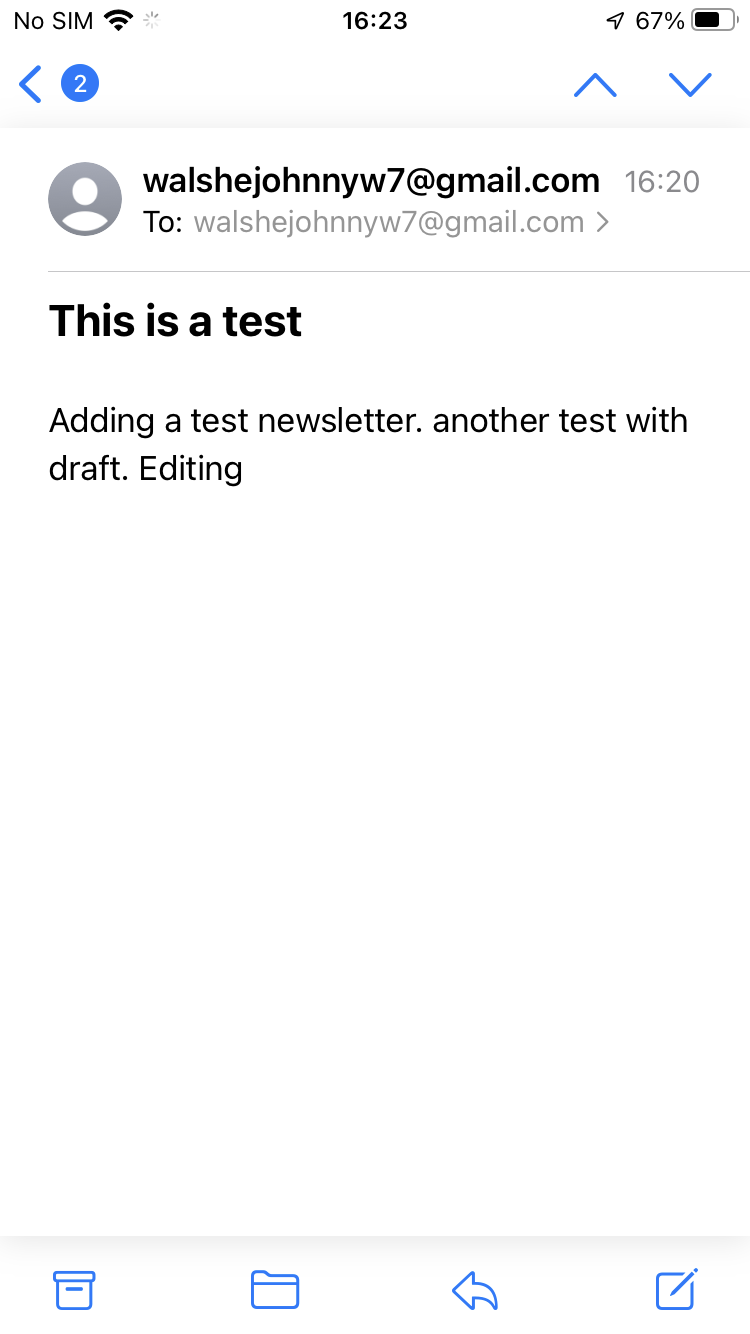 No SIM 16:23 67%
2
walshejohnnyw7@gmail.com 16:20
To: walshejohnnyw7@gmail.com
This is a test
Adding a test newsletter. another test with
draft. Editing